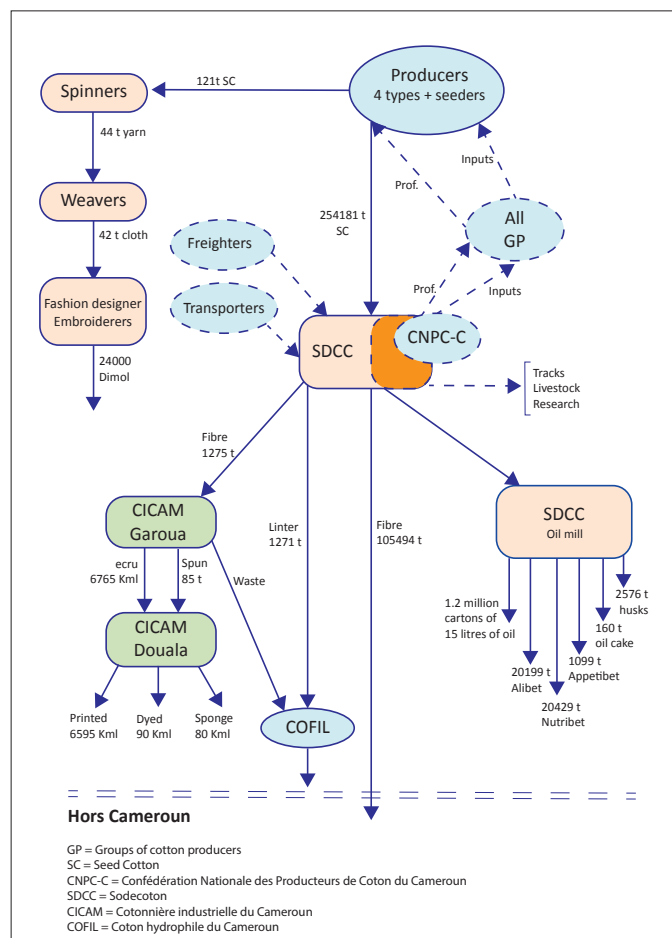 Producers
4 types + seeders
121t SC
Spinners
44 t yarn
Weavers
42 t cloth
Fashion designer
Embroiderers
24000
Dimol
Inputs
Prof.
254181 t
SC
All
GP
Freighters
Transporters
Prof.
Inputs
SDCC
CNPC-C
Tracks
Livestock
Research
Fibre
1275 t
CICAM
Garoua
ecru
6765 Kml
Spun
85 t
Waste
Linter
1271 t
Fibre
105494 t
SDCC
Oil mill
CICAM
Douala
Printed
6595 Kml
Dyed
90 Kml
Sponge
80 Kml
COFIL
1.2 million
cartons of
15 litres of oil
20199 t
Alibet
20429 t
Nutribet
1099 t
Appetibet
160 t
oil cake
2576 t
husks
Hors Cameroun
GP = Groups of cotton producers
SC = Seed Cotton
CNPC-C = Confédération Nationale des Producteurs de Coton du Cameroun
SDCC = Sodecoton
CICAM = Cotonnière industrielle du Cameroun
COFIL = Coton hydrophile du Cameroun